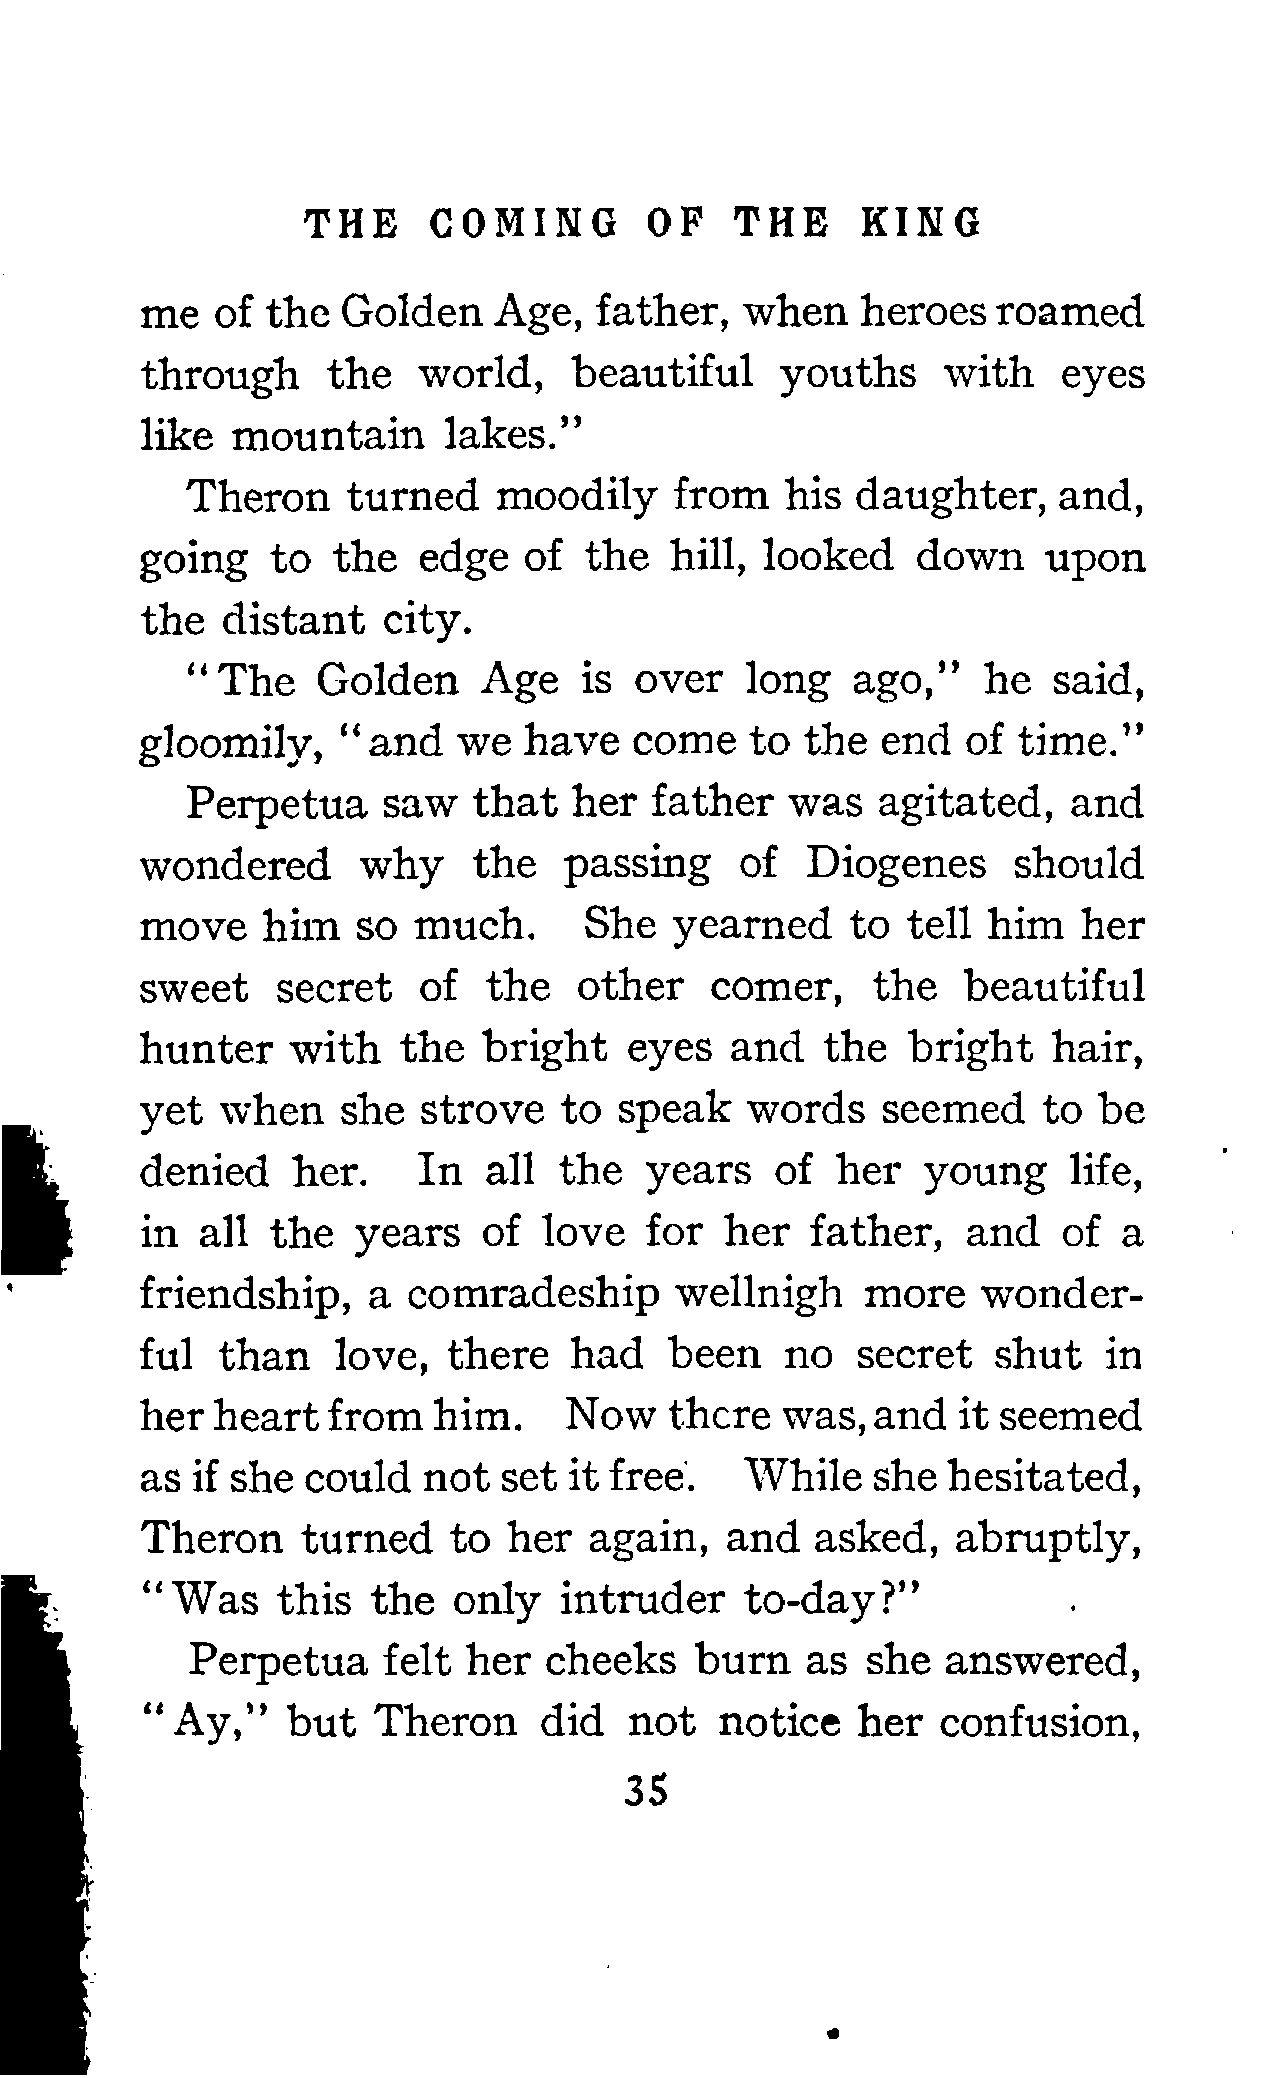 THE COMING OF THE KING
me of the Golden Age, father, when heroes roamed
through the world, beautiful youths with eyes
like mountain lakes."
Theron turned moodily from his daughter, and,
going to the edge of the hill, looked down upon
the distant city.
"The Golden Age is over long ago," he said,
gloomily, "and we have come to the end of time."
Perpetua saw that her father was agitated, and
wondered why the passing of Diogenes should
move him so much. She yearned to tell him her
sweet secret of the other comer, the beautiful
hunter with the bright eyes and the bright hair,
yet when she strove to speak words seemed to be
denied her. In all the years of her young life,
in all the years of love for her father, and of a
friendship, a comradeship wellnigh more wonder-
ful than love, there had been no secret shut in
her heart from him. Now there was, and it seemed
as if she could not set it free. While she hesitated,
Theron turned to her again, and asked, abruptly,
"Was this the only intruder to-day?"
Perpetua felt her cheeks burn as she answered,
"Ay," but Theron did not notice her confusion,
35